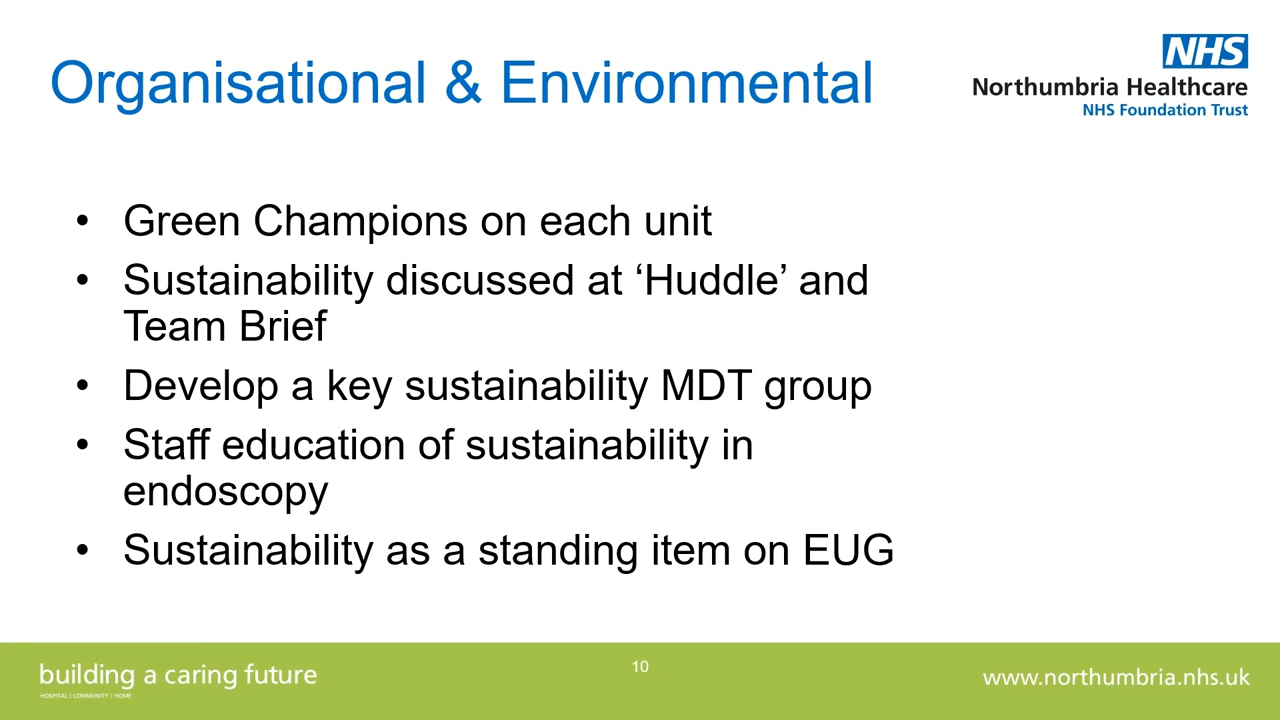 Organisational & Environmental
NHS
Northumbria Healthcare
NHS Foundation Trust
• Green Champions on each unit
• Sustainability discussed at ‘Huddle’ and
Team Brief
• Develop a key sustainability MDT group
• Staff education of sustainability in
endoscopy
• Sustainability as a standing item on EUG
building a caring future
HOSPITAL | COMMUNITY | HOME
10
www.northumbria.nhs.uk